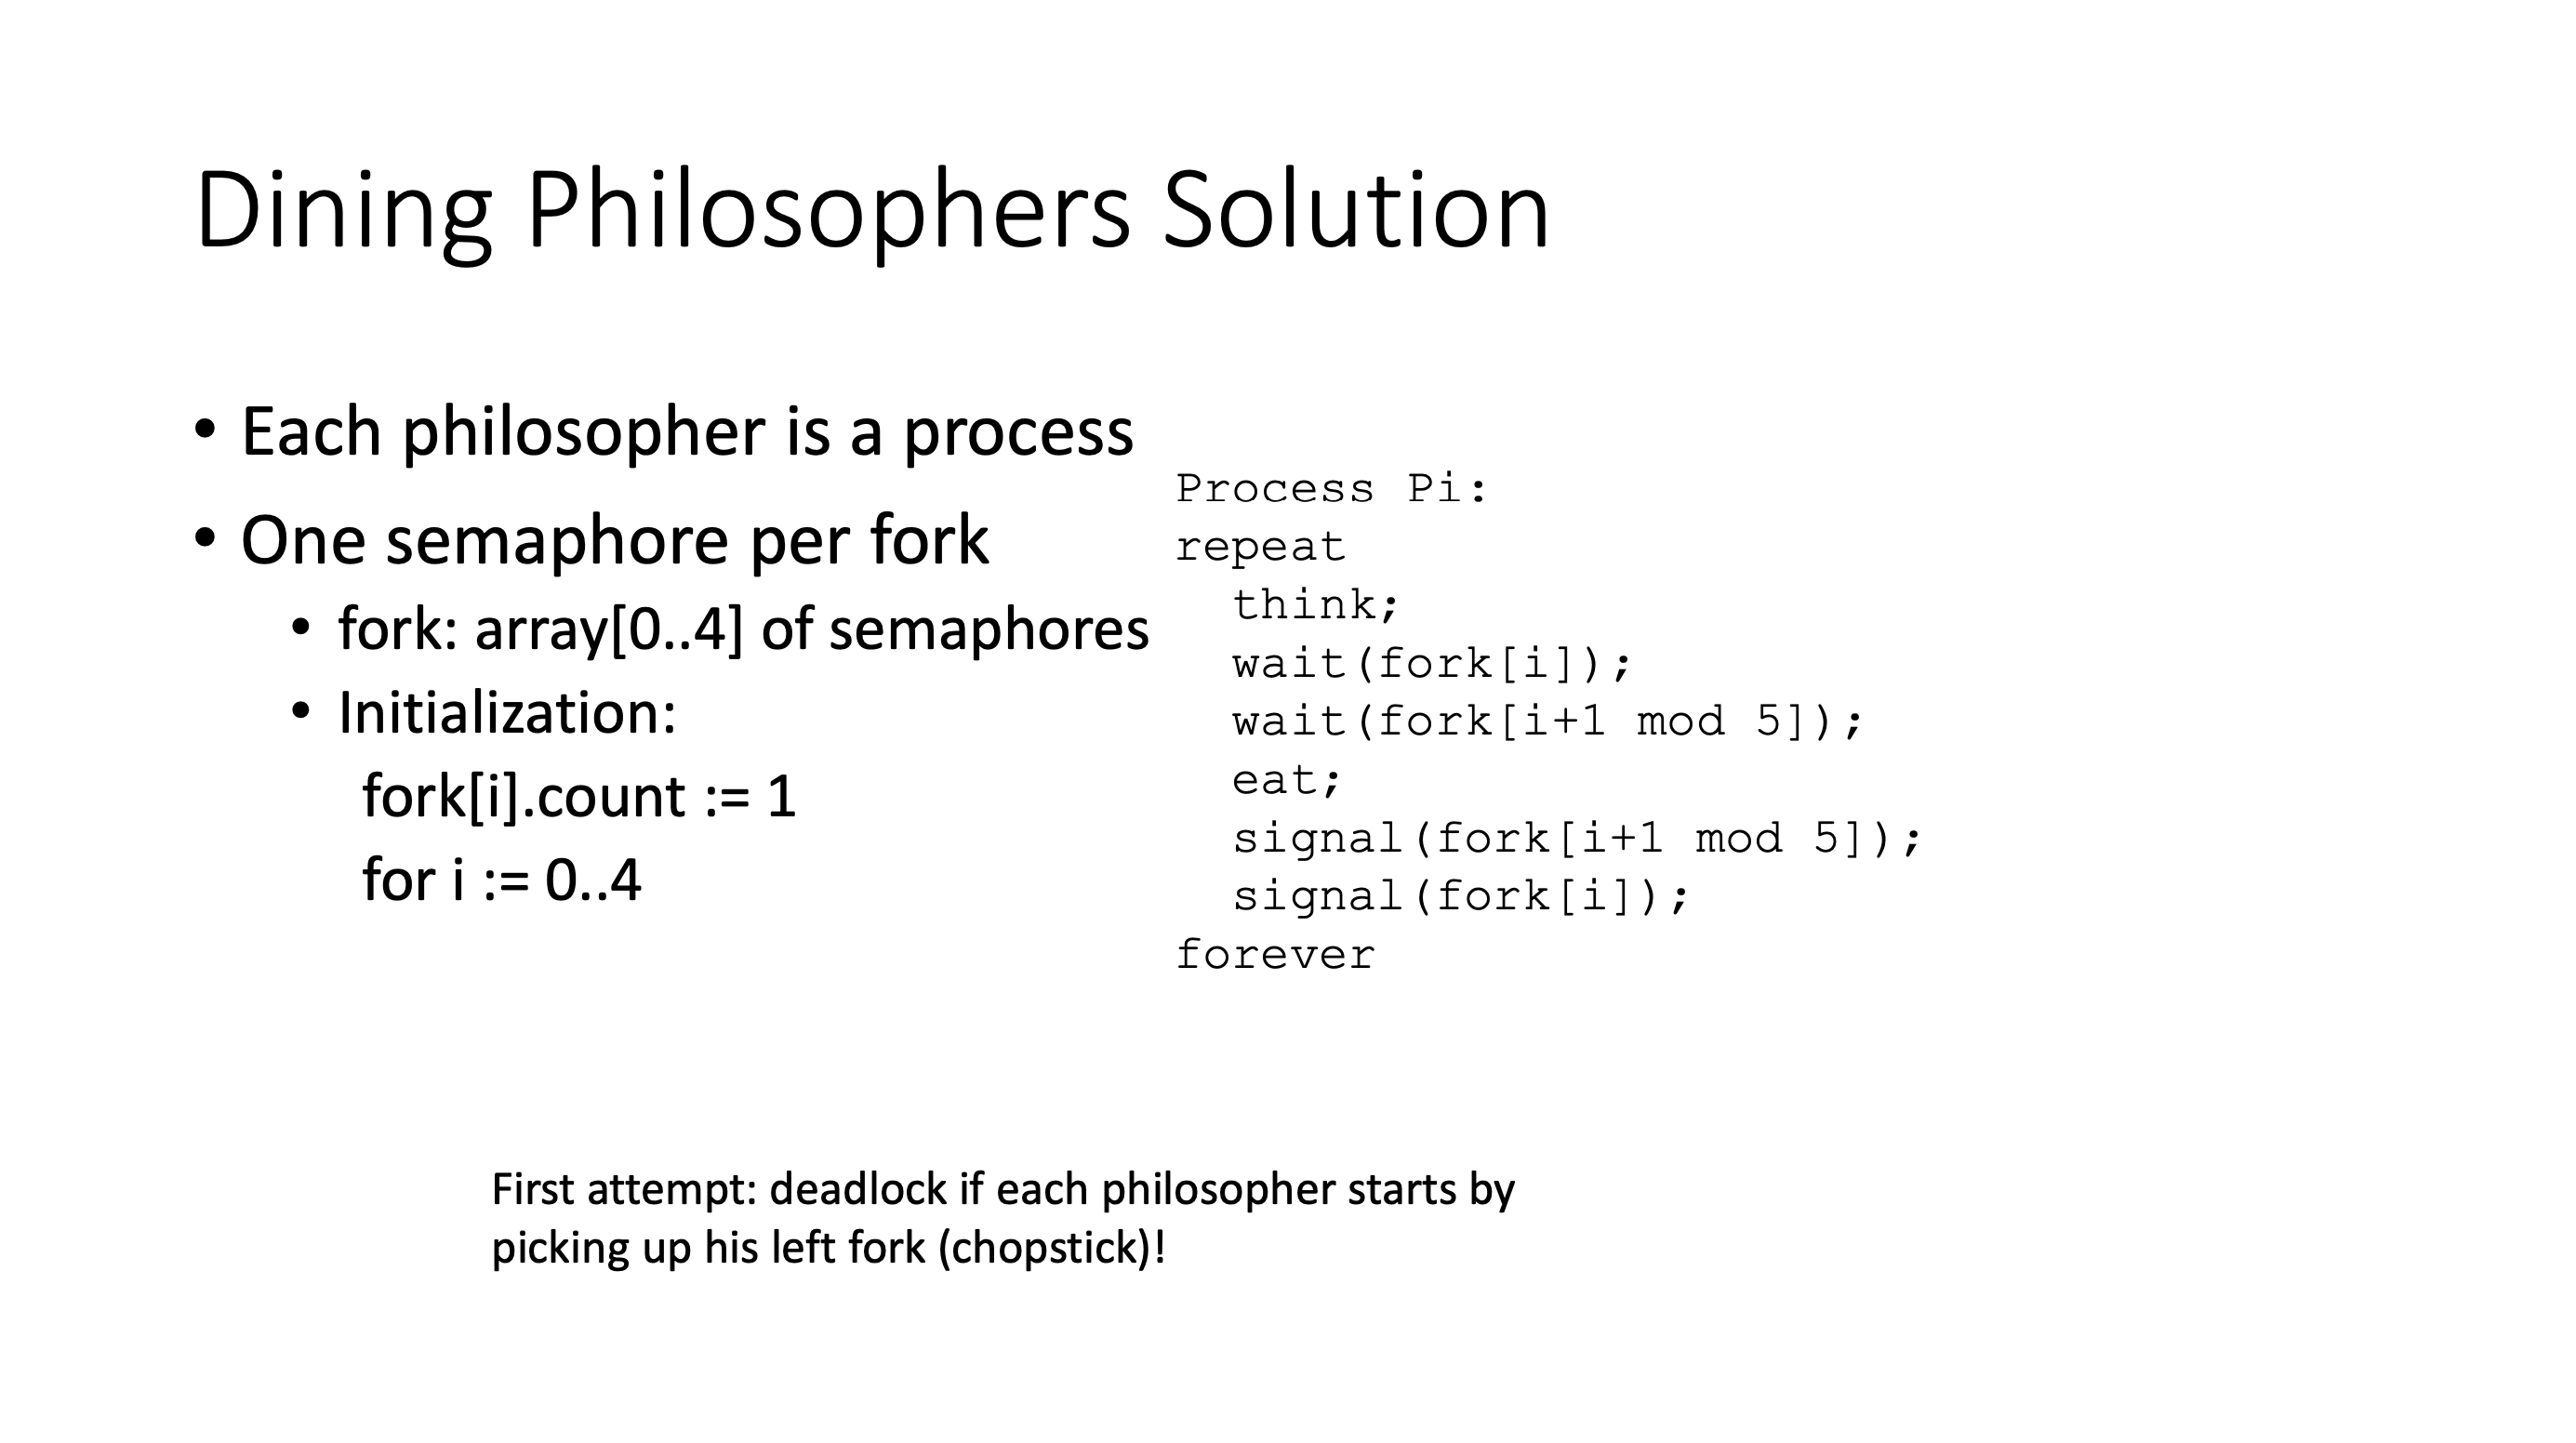 Dining Philosophers Solution
• Each philosopher is a process
• One semaphore per fork
• fork: array[0..4] of semaphores
• Initialization:
fork[i].count := 1
for i := 0..4
Process Pi:
repeat
  think;
  wait(fork[i]);
  wait(fork[i+1 mod 5]);
  eat;
  signal(fork[i+1 mod 5]);
  signal(fork[i]);
forever
First attempt: deadlock if each philosopher starts by
picking up his left fork (chopstick)!